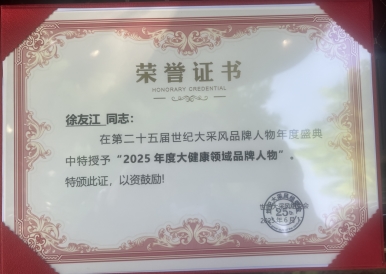 荣誉证书
HONORARY CREDENTIAL
徐友江 同志：
在第二十五届世纪大采风品牌人物年度盛典
中特授予“2025 年度大健康领域品牌人物”。
特颁此证，以资鼓励！